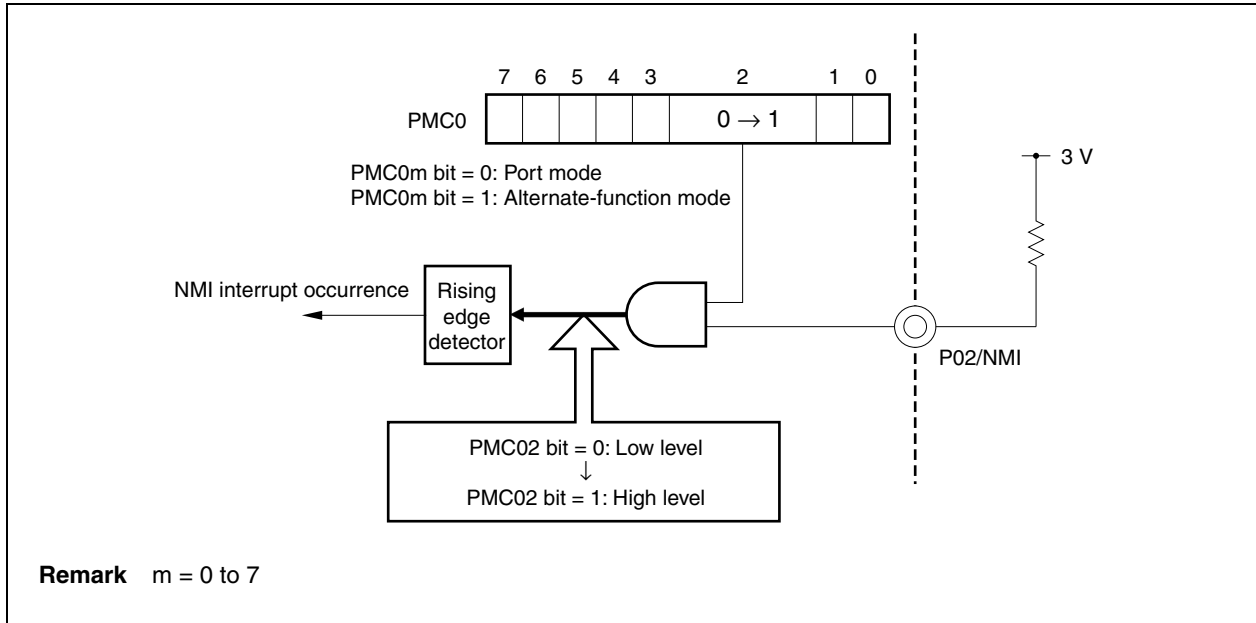 7 6 5 4 3 2 1 0
PMC0
0 → 1
3 V
PMC0m bit = 0: Port mode
PMC0m bit = 1: Alternate-function mode
NMI interrupt occurrence
Rising
edge
detector
P02/NMI
PMC02 bit = 0: Low level
↓
PMC02 bit = 1: High level
Remark m = 0 to 7